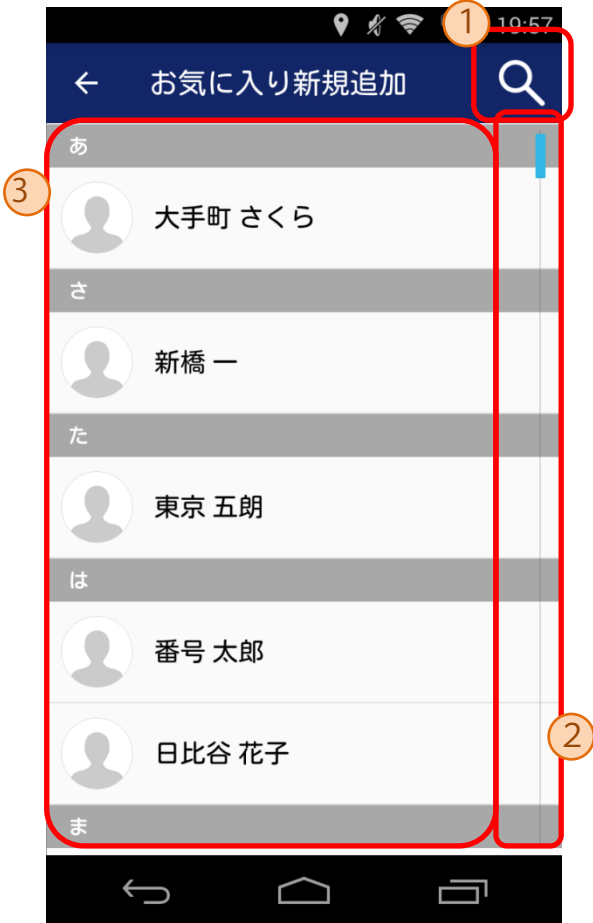 1
19:57
お気に入り新規追加
あ
3
大手町 さくら
さ
新橋 一
た
東京 五朗
は
番号 太郎
2
日比谷 花子
ま